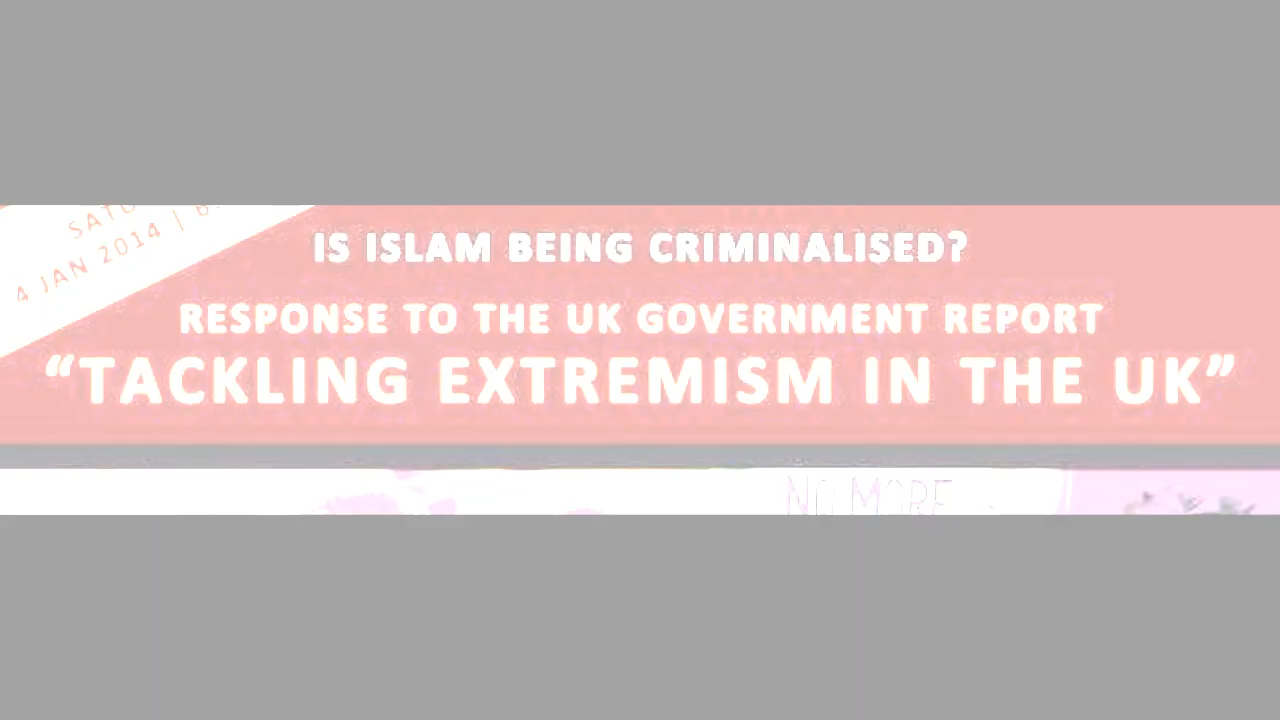 4 JAN 2014 |
IS ISLAM BEING CRIMINALISED?
RESPONSE TO THE UK GOVERNMENT REPORT
“TACKLING EXTREMISM IN THE UK”
NO MORE